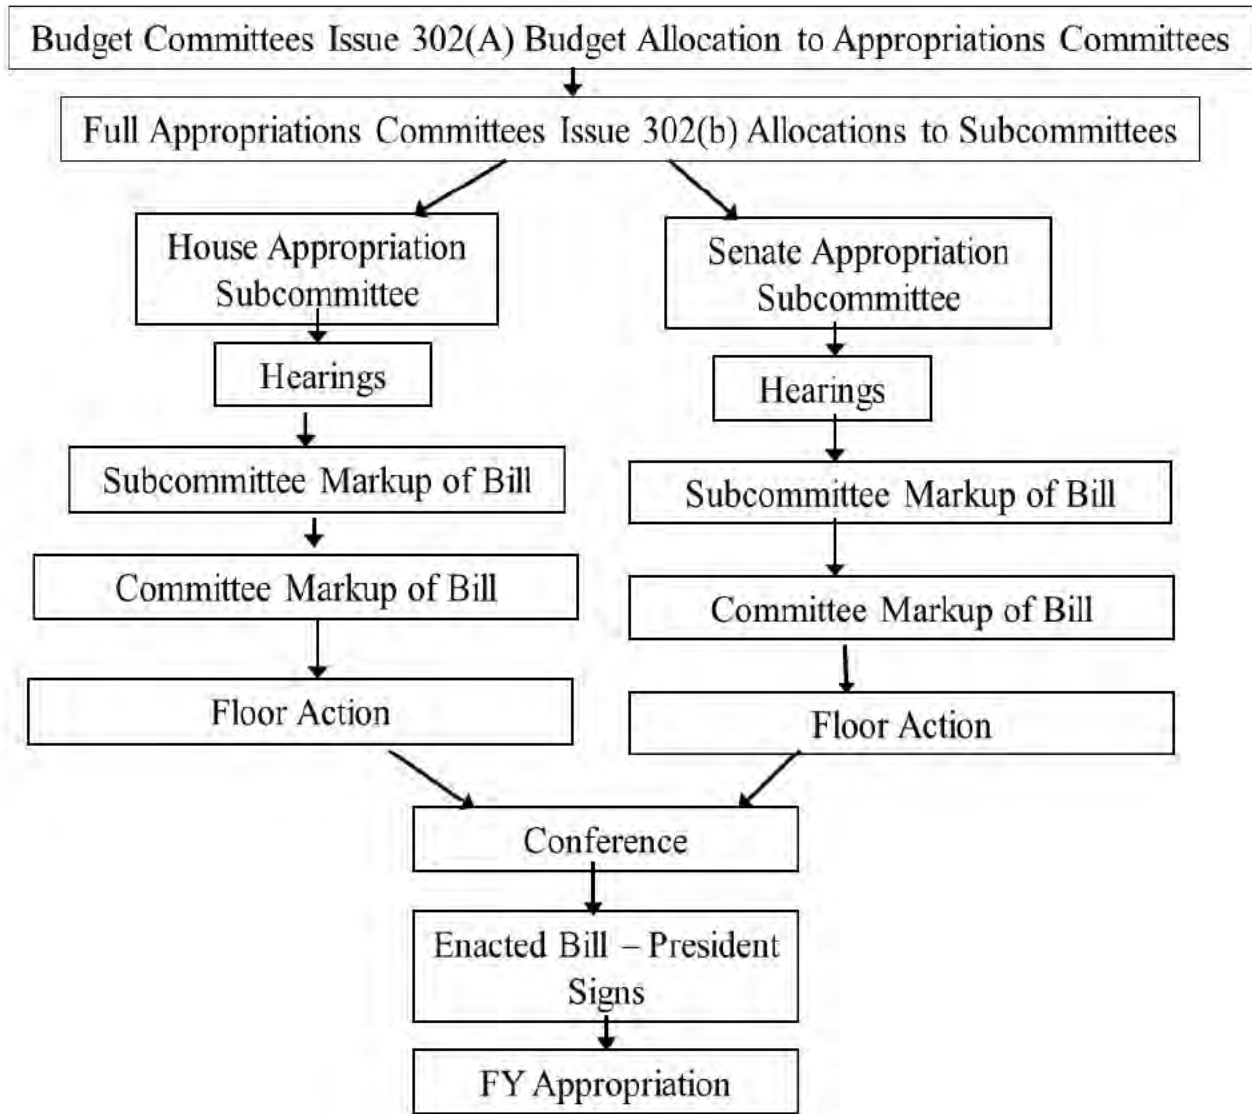 Budget Committees Issue 302(A) Budget Allocation to Appropriations Committees
Full Appropriations Committees Issue 302(b) Allocations to Subcommittees
House Appropriation
Subcommittee
Hearings
Subcommittee Markup of Bill
Committee Markup of Bill
Floor Action
Senate Appropriation
Subcommittee
Hearings
Subcommittee Markup of Bill
Committee Markup of Bill
Floor Action
Conference
Enacted Bill – President
Signs
FY Appropriation